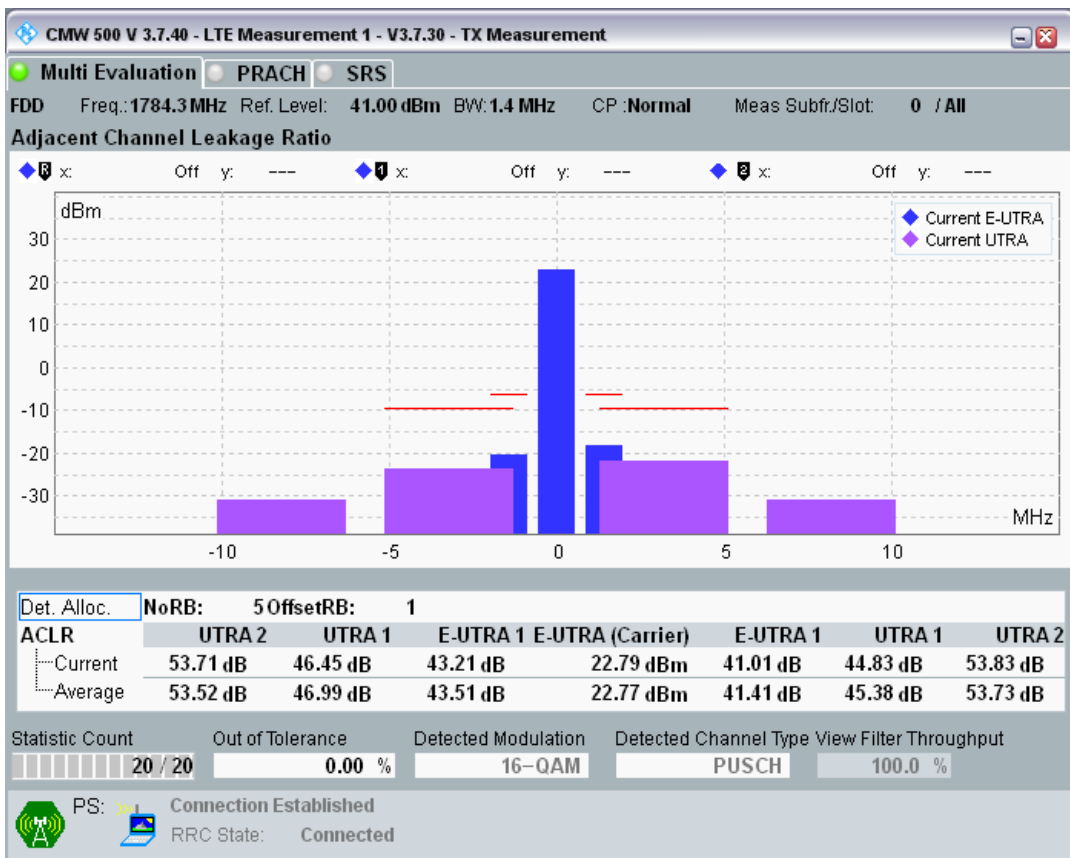 CMW 500 V 3.7.40 - LTE Measurement 1 - V3.7.30 - TX Measurement
Multi Evaluation PRACH SRS
FDD Freq.: 1784.3 MHz Ref. Level: 41.00 dBm BW: 1.4 MHz CP :Normal Meas Subfr./Slot: 0 / All
Adjacent Channel Leakage Ratio
R x: Off y: --- 1 x: Off y: --- 2 x: Off y: ---
dBm
Current E-UTRA
Current UTRA
30
20
10
0
-10
-20
-30
MHz
-10 -5 0 5 10
Det. Alloc. NoRB: 5 OffsetRB: 1
ACLR UTRA 2 UTRA 1 E-UTRA 1 E-UTRA (Carrier) E-UTRA 1 UTRA 1 UTRA 2
Current 53.71 dB 46.45 dB 43.21 dB 22.79 dBm 41.01 dB 44.83 dB 53.83 dB
Average 53.52 dB 46.99 dB 43.51 dB 22.77 dBm 41.41 dB 45.38 dB 53.73 dB
Statistic Count Out of Tolerance Detected Modulation Detected Channel Type View Filter Throughput
20 / 20 0.00 % 16-QAM PUSCH 100.0 %
PS: Connection Established
RRC State: Connected